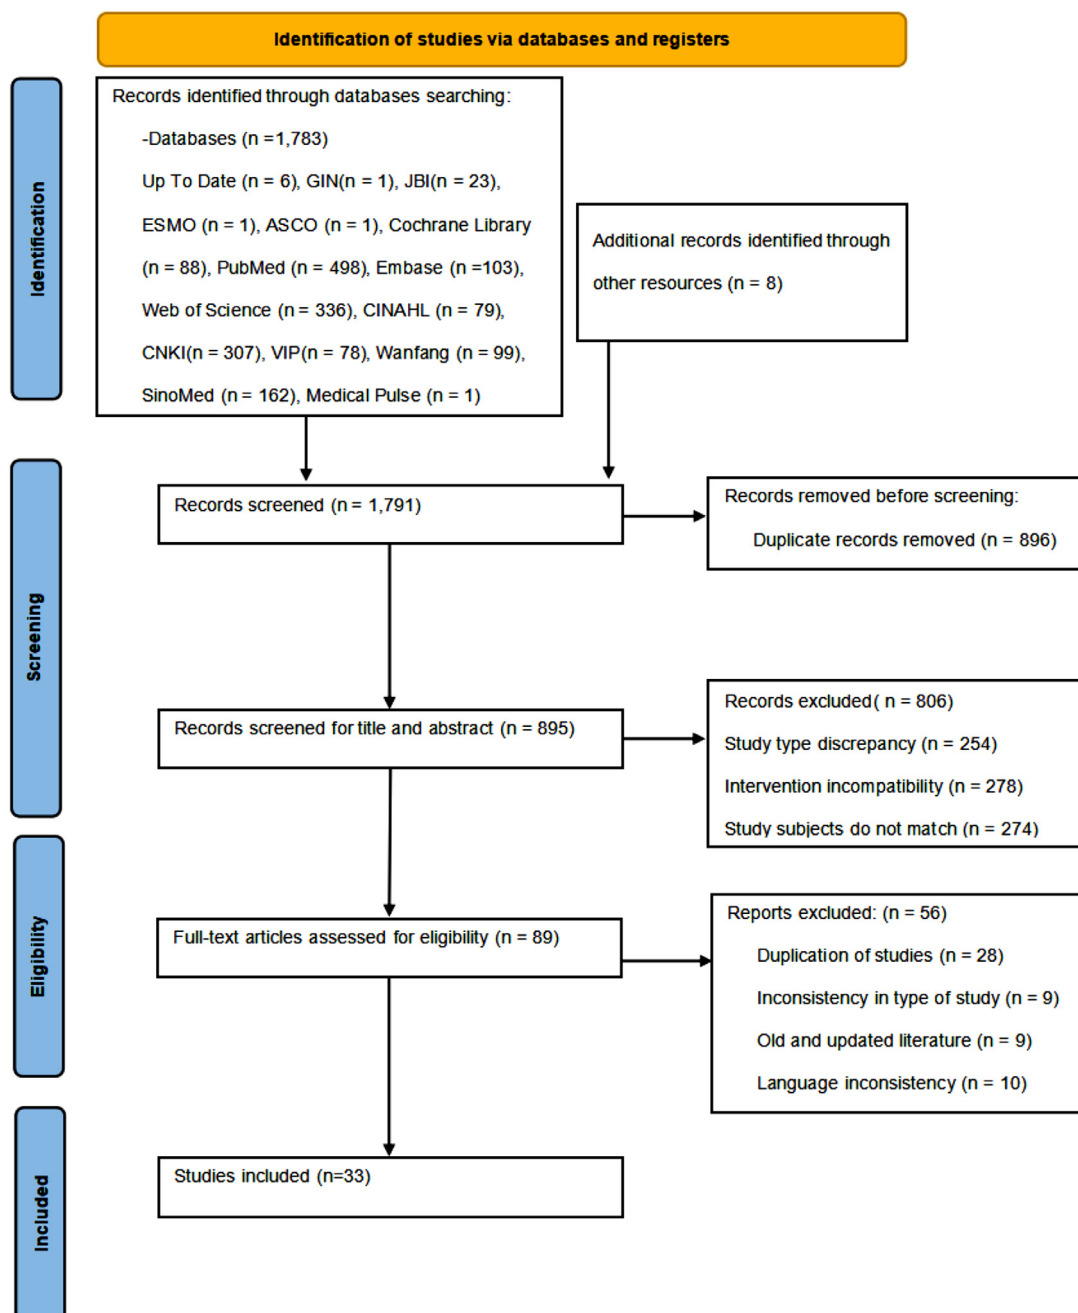 Identification of studies via databases and registers
Identification
Records identified through databases searching:
-Databases (n =1,783)
Up To Date (n = 6), GIN(n = 1), JBI(n = 23),
ESMO (n = 1), ASCO (n = 1), Cochrane Library
(n = 88), PubMed (n = 498), Embase (n =103),
Web of Science (n = 336), CINAHL (n = 79),
CNKI(n = 307), VIP(n = 78), Wanfang (n = 99),
SinoMed (n = 162), Medical Pulse (n = 1)
Additional records identified through
other resources (n = 8)
Screening
Records screened (n = 1,791)
Records removed before screening:
Duplicate records removed (n = 896)
Records screened for title and abstract (n = 895)
Records excluded( n = 806)
Study type discrepancy (n = 254)
Intervention incompatibility (n = 278)
Study subjects do not match (n = 274)
Eligibility
Full-text articles assessed for eligibility (n = 89)
Reports excluded: (n = 56)
Duplication of studies (n = 28)
Inconsistency in type of study (n = 9)
Old and updated literature (n = 9)
Language inconsistency (n = 10)
Included
Studies included (n=33)